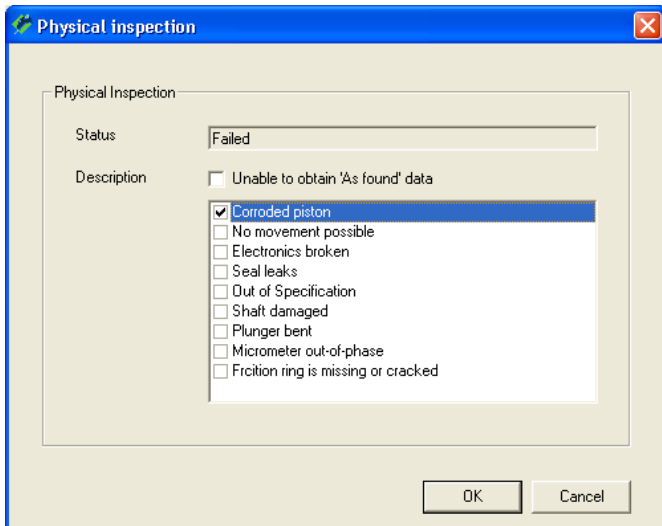 Physical inspection
Physical Inspection
Status
Failed
Description
Unable to obtain 'As found' data
Corroded piston
No movement possible
Electronics broken
Seal leaks
Out of Specification
Shaft damaged
Plunger bent
Micrometer out-of-phase
Frcition ring is missing or cracked
OK
Cancel